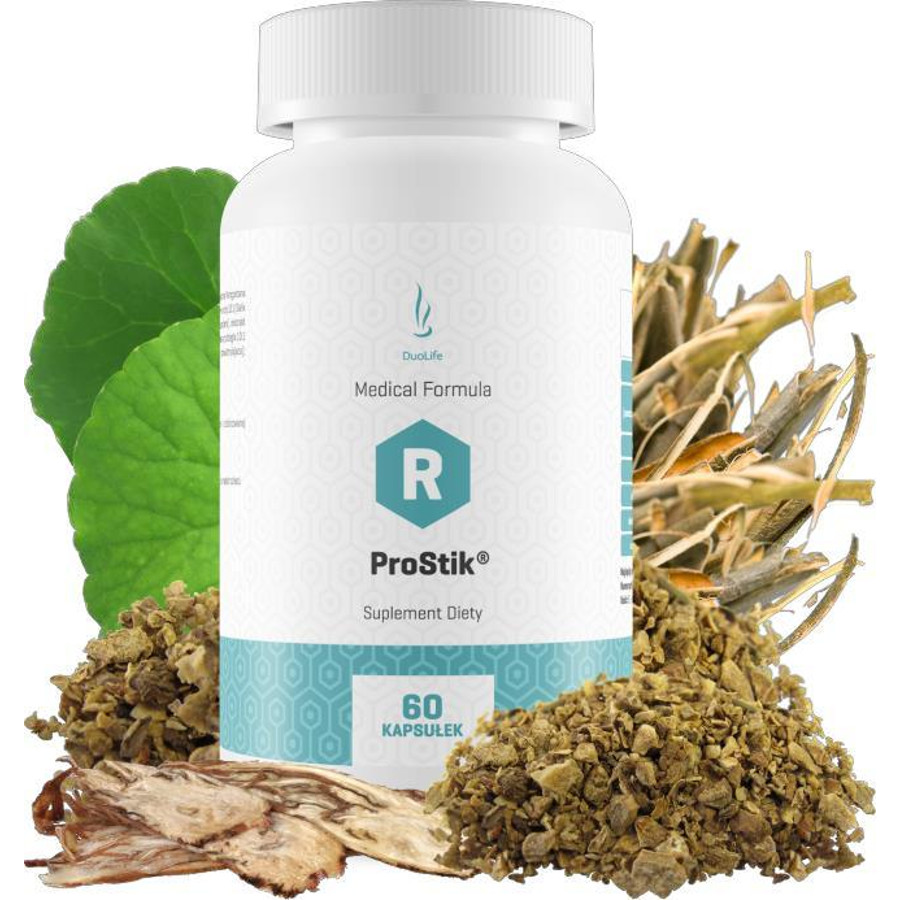 DuoLife
Medical Formula
R
ProStik®
Suplement Diety
60
KAPSUŁEK